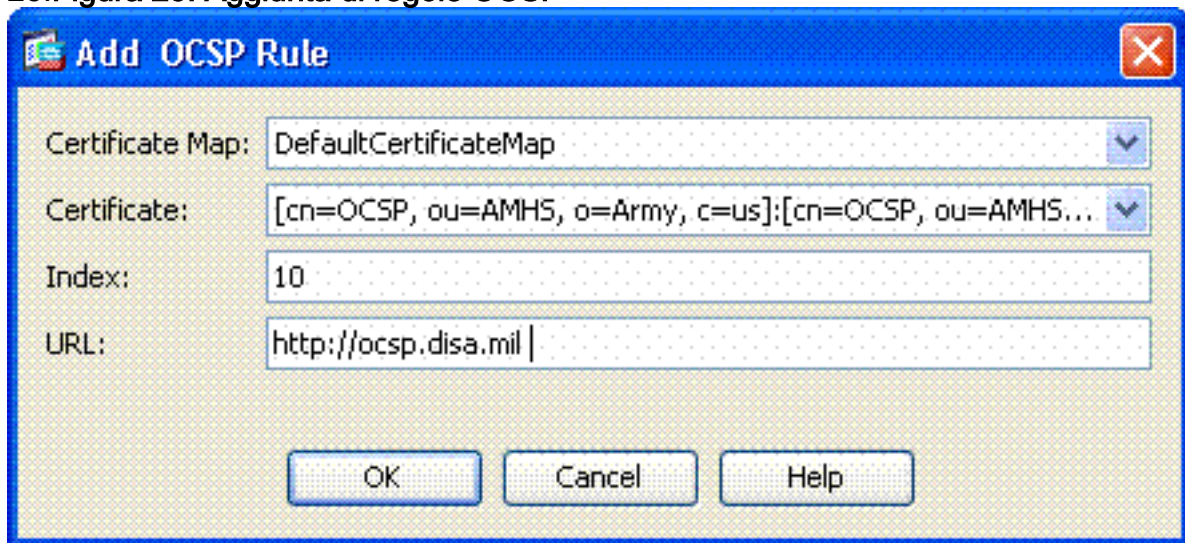 Add OCSP Rule
Certificate Map: DefaultCertificateMap
Certificate: [cn=OCSP, ou=AMHS, o=Army, c=us]:[cn=OCSP, ou=AMHS...
Index: 10
URL: http://ocsp.disa.mil
OK Cancel Help